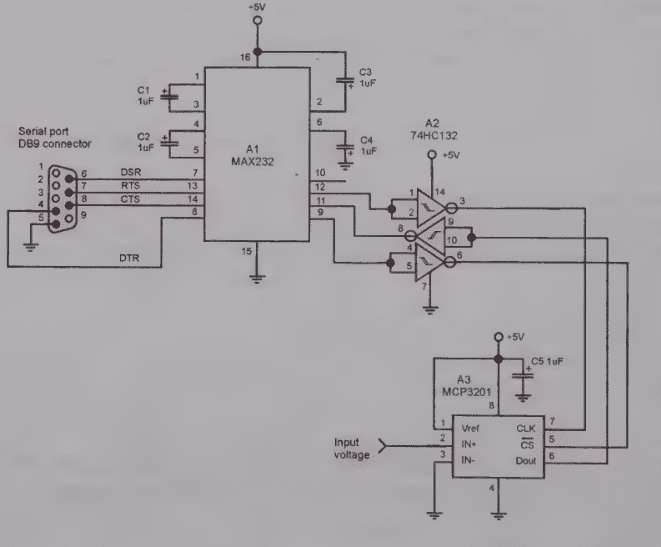 +5V
16
1
C1
1uF
3
4
C2
1uF
5
C3
1uF
2
6
C4
1uF
A1
MAX232
Serial port
DB9 connector
1
2
3
4
5
6
7
8
9
DSR
RTS
CTS
DTR
7
13
14
8
10
12
11
9
15
A2
74HC132
+5V
14
1
2
3
8
9
10
4
5
6
7
+5V
C5 1uF
A3
MCP3201
8
1
2
3
Vref
IN+
IN-
CLK
CS
Dout
7
5
6
4
Input
voltage